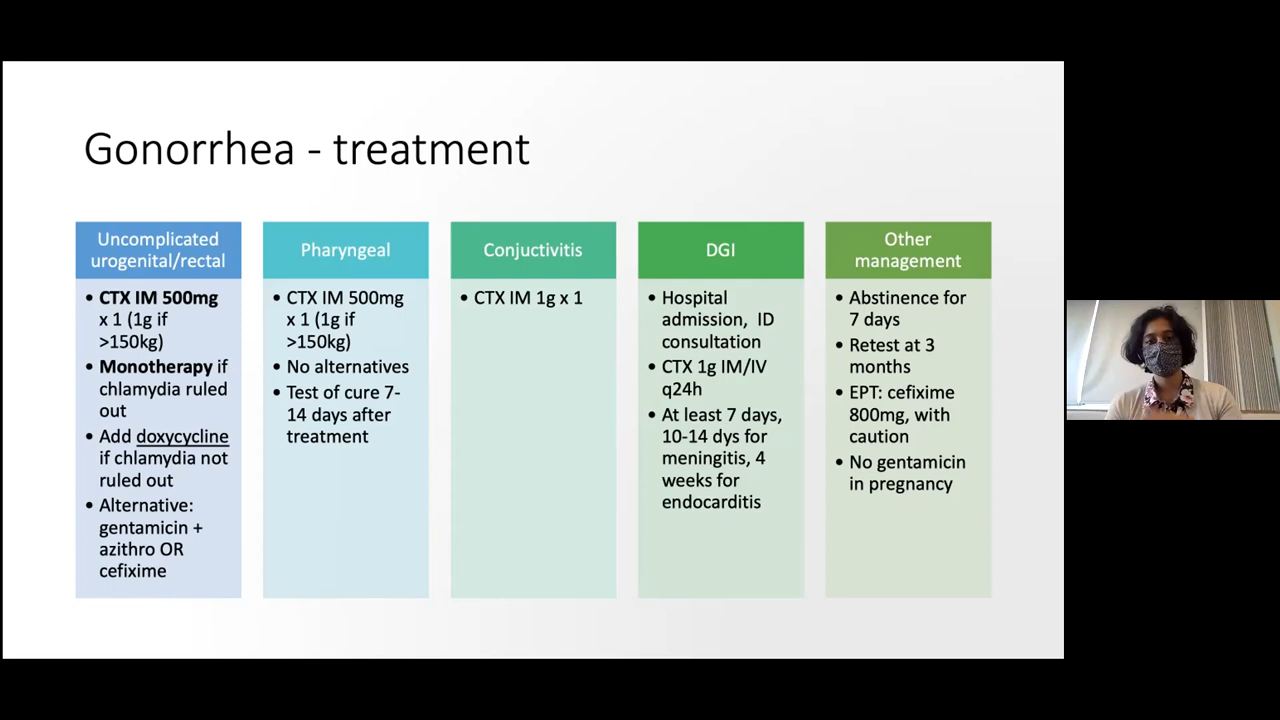 Gonorrhea - treatment
Uncomplicated
urogenital/rectal
• CTX IM 500mg
x 1 (1g if
>150kg)
• Monotherapy if
chlamydia ruled
out
• Add doxycycline
if chlamydia not
ruled out
• Alternative:
gentamicin +
azithro OR
cefixime
Pharyngeal
• CTX IM 500mg
x 1 (1g if
>150kg)
• No alternatives
• Test of cure 7-
14 days after
treatment
Conjuctivitis
• CTX IM 1g x 1
DGI
• Hospital
admission, ID
consultation
• CTX 1g IM/IV
q24h
• At least 7 days,
10-14 dys for
meningitis, 4
weeks for
endocarditis
Other
management
• Abstinence for
7 days
• Retest at 3
months
• EPT: cefixime
800mg, with
caution
• No gentamicin
in pregnancy